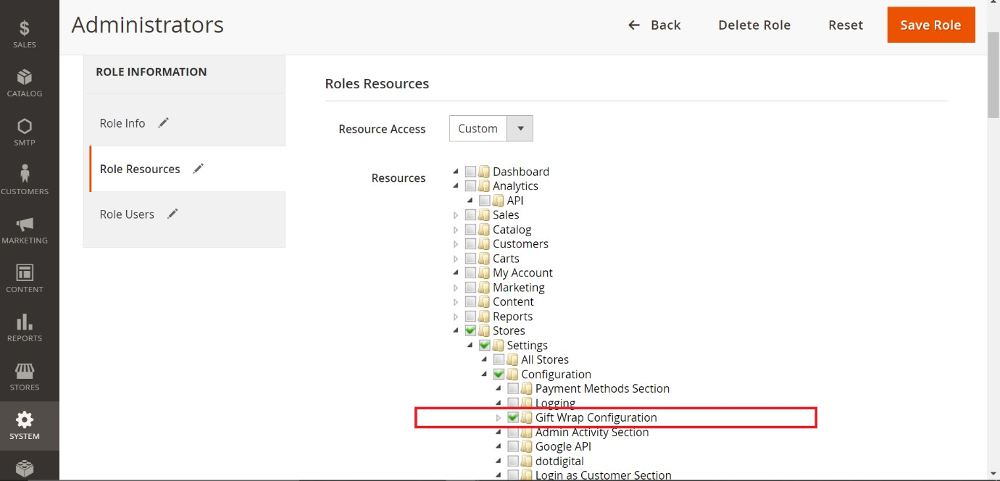 SALES
CATALOG
SMTP
CUSTOMERS
MARKETING
CONTENT
REPORTS
STORES
SYSTEM
Administrators
Back
Delete Role
Reset
Save Role
ROLE INFORMATION
Role Info
Role Resources
Role Users
Roles Resources
Resource Access
Custom
Resources
Dashboard
Analytics
API
Sales
Catalog
Customers
Carts
My Account
Marketing
Content
Reports
Stores
Settings
All Stores
Configuration
Payment Methods Section
Logging
Gift Wrap Configuration
Admin Activity Section
Google API
dotdigital
Login as Customer Section